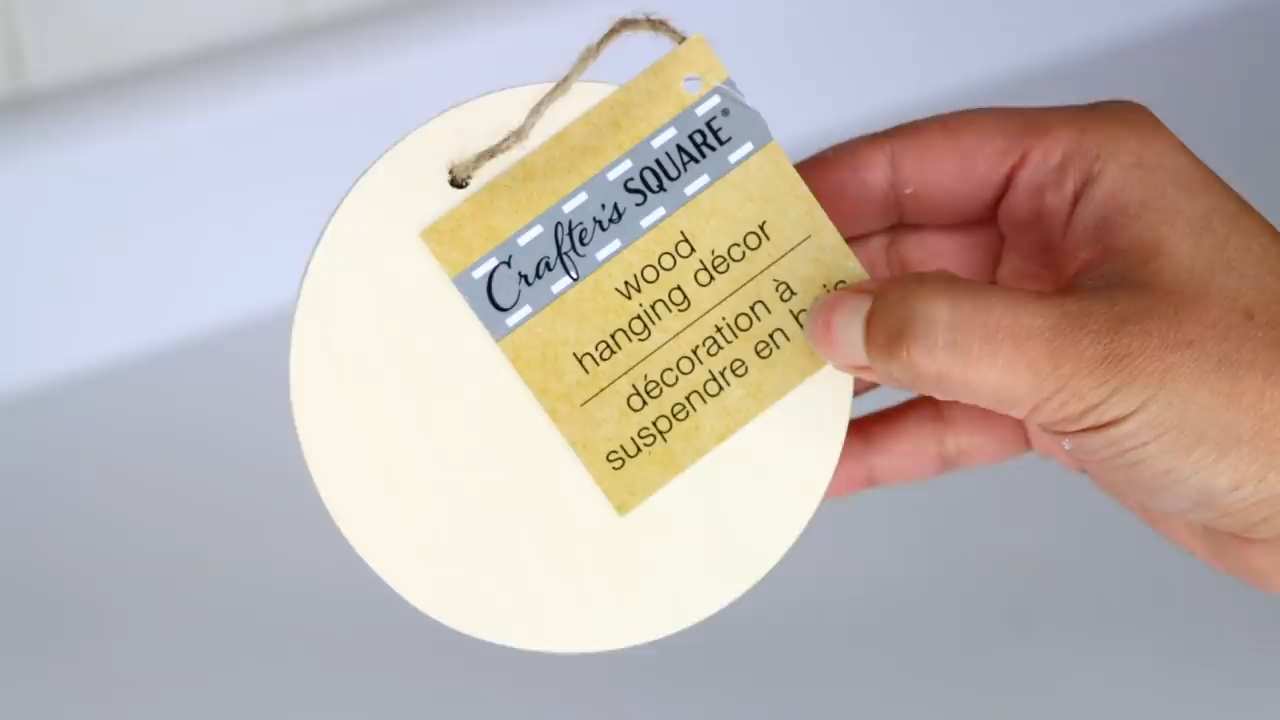 Crafter's SQUARE®
wood
hanging décor
décoration à
suspendre en